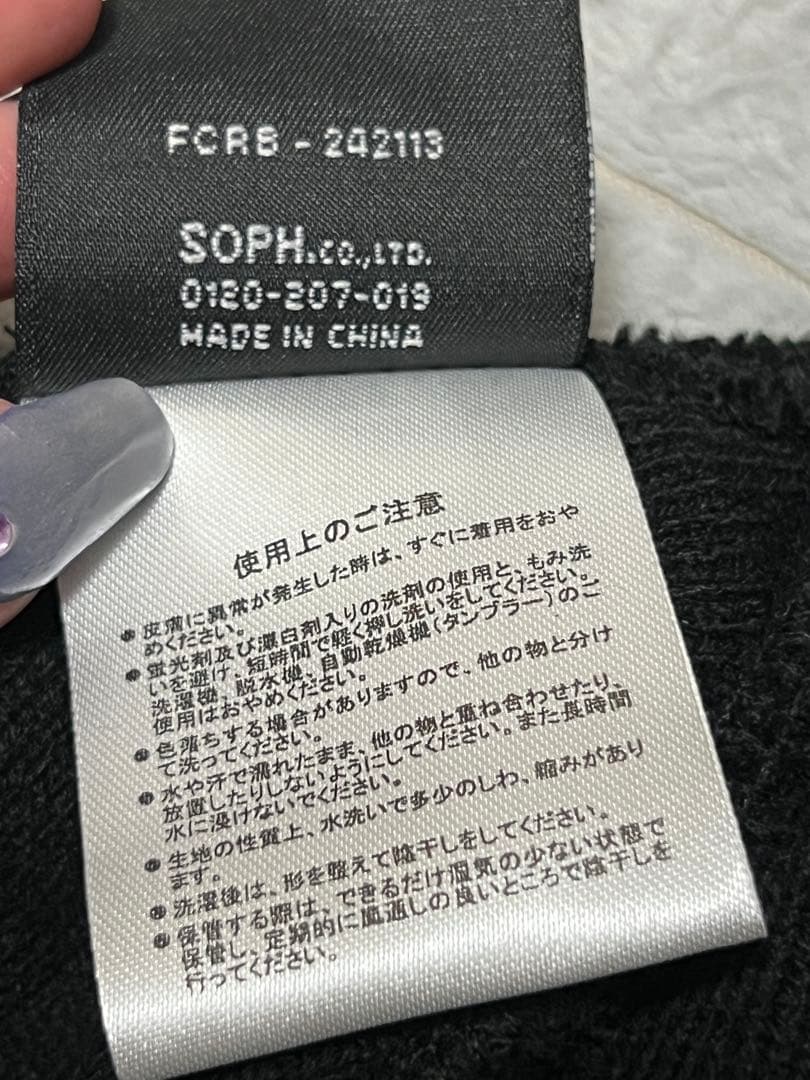 FCRB - 242113
SOPH.CO.,LTD.
0120-207-019
MADE IN CHINA
使用上のご注意
● 皮膚に異常が発生した時は、すぐに着用をおや
めください。
● 蛍光剤及び漂白剤入りの洗剤の使用と、もみ洗
いを避け、短時間で軽く押し洗いをしてください。
洗濯機、脱水機、自動乾燥機(タンブラー)のご
使用はおやめください。
● 色落ちする場合がありますので、他の物と分け
て洗ってください。
● 水や汗で濡れたまま、他の物と重ね合わせたり、
放置したりしないようにしてください。また長時間
水に浸けないでください。
● 生地の性質上、水洗いで多少のしわ、縮みがあり
ます。
● 洗濯後は、形を整えて陰干しをしてください。
● 保管する際は、できるだけ湿気の少ない状態で
保管し、定期的に風通しの良いところで陰干しを
行ってください。